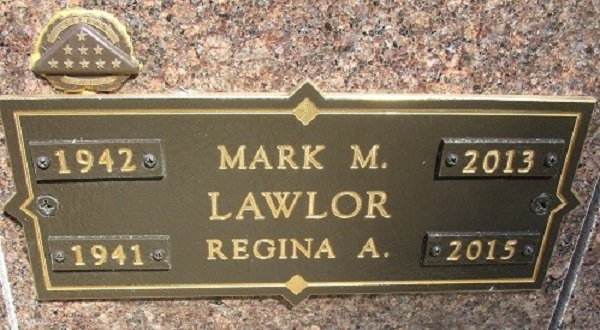 1942 MARK M. 2013
LAWLOR
1941 REGINA A. 2015